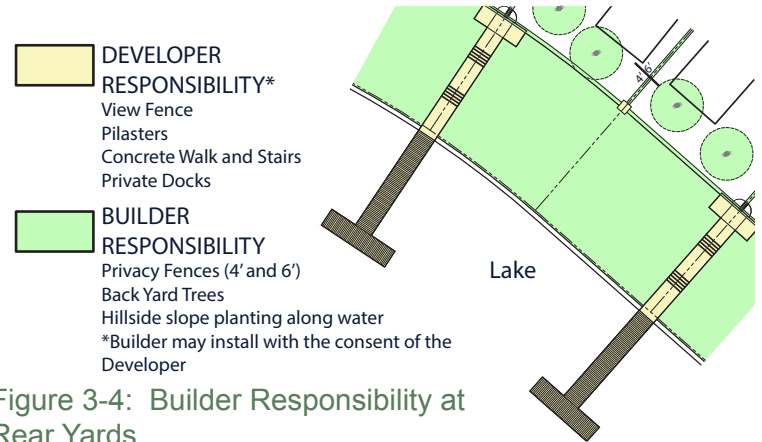 DEVELOPER
RESPONSIBILITY*
View Fence
Pilasters
Concrete Walk and Stairs
Private Docks
BUILDER
RESPONSIBILITY
Privacy Fences (4’ and 6’)
Back Yard Trees
Hillside slope planting along water
*Builder may install with the consent of the
Developer
4’ 6’
Lake
Figure 3-4: Builder Responsibility at
Rear Yards